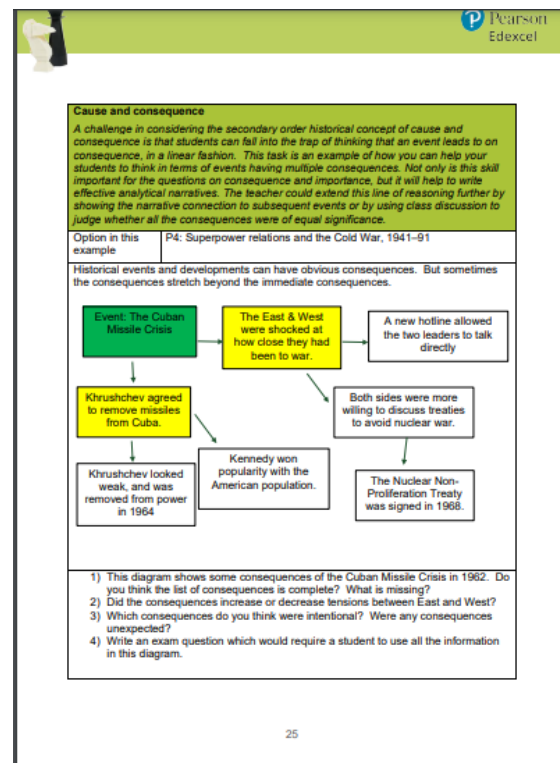 Pearson
Edexcel
Cause and consequence
A challenge in considering the secondary order historical concept of cause and
consequence is that students can fall into the trap of thinking that an event leads to on
consequence, in a linear fashion. This task is an example of how you can help your
students to think in terms of events having multiple consequences. Not only is this skill
important for the questions on consequence and importance, but it will help to write
effective analytical narratives. The teacher could extend this line of reasoning further by
showing the narrative connection to subsequent events or by using class discussion to
judge whether all the consequences were of equal significance.
Option in this
example
P4: Superpower relations and the Cold War, 1941–91
Historical events and developments can have obvious consequences. But sometimes
the consequences stretch beyond the immediate consequences.
Event: The Cuban
Missile Crisis
The East & West
were shocked at
how close they had
been to war.
A new hotline allowed
the two leaders to talk
directly
Khrushchev agreed
to remove missiles
from Cuba.
Both sides were more
willing to discuss treaties
to avoid nuclear war.
Khrushchev looked
weak, and was
removed from power
in 1964
Kennedy won
popularity with the
American population.
The Nuclear Non-
Proliferation Treaty
was signed in 1968.
1) This diagram shows some consequences of the Cuban Missile Crisis in 1962. Do
you think the list of consequences is complete? What is missing?
2) Did the consequences increase or decrease tensions between East and West?
3) Which consequences do you think were intentional? Were any consequences
unexpected?
4) Write an exam question which would require a student to use all the information
in this diagram.
25